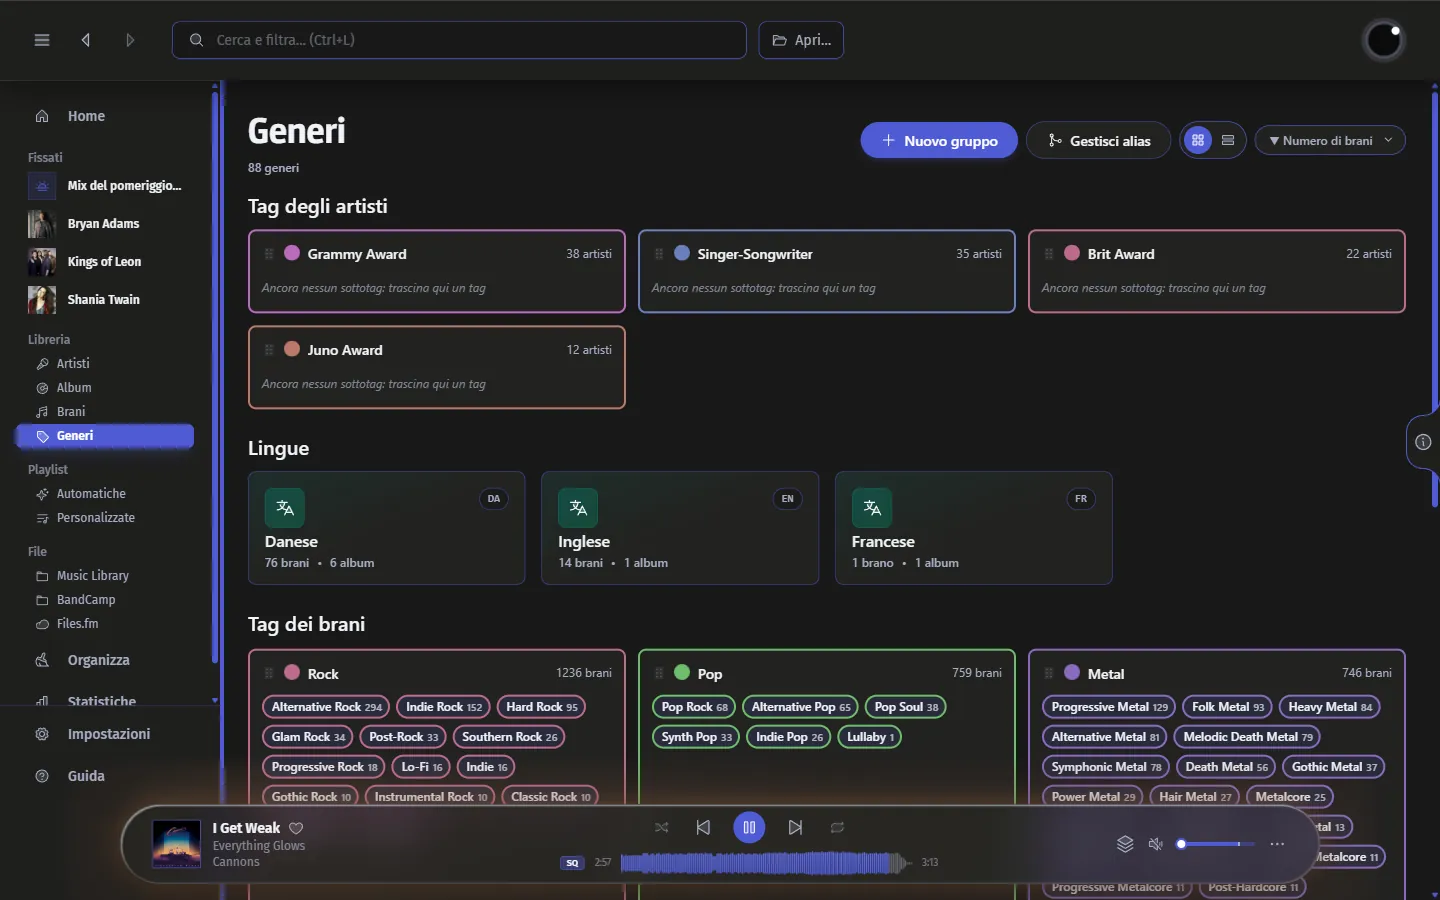 Cerca e filtra... (Ctrl+L)
Apri...
Home
Fissati
Mix del pomeriggio...
Bryan Adams
Kings of Leon
Shania Twain
Libreria
Artisti
Album
Brani
Generi
Playlist
Automatiche
Personalizzate
File
Music Library
BandCamp
Files.fm
Organizza
Statistiche
Impostazioni
Guida
Generi
88 generi
Nuovo gruppo
Gestisci alias
▼ Numero di brani
Tag degli artisti
Grammy Award 38 artisti
Ancora nessun sottotag: trascina qui un tag
Singer-Songwriter 35 artisti
Ancora nessun sottotag: trascina qui un tag
Brit Award 22 artisti
Ancora nessun sottotag: trascina qui un tag
Juno Award 12 artisti
Ancora nessun sottotag: trascina qui un tag
Lingue
DA
Danese
76 brani • 6 album
EN
Inglese
14 brani • 1 album
FR
Francese
1 brano • 1 album
Tag dei brani
Rock 1236 brani
Alternative Rock 294 Indie Rock 152 Hard Rock 95
Glam Rock 34 Post-Rock 33 Southern Rock 26
Progressive Rock 18 Lo-Fi 16 Indie 16
Gothic Rock 10 Instrumental Rock 10 Classic Rock 10
Pop 759 brani
Pop Rock 68 Alternative Pop 65 Pop Soul 38
Synth Pop 33 Indie Pop 26 Lullaby 1
Metal 746 brani
Progressive Metal 129 Folk Metal 93 Heavy Metal 84
Alternative Metal 81 Melodic Death Metal 79
Symphonic Metal 78 Death Metal 56 Gothic Metal 37
Power Metal 29 Hair Metal 27 Metalcore 25
13
Metalcore 11
Progressive Metalcore 11 Post-Hardcore 11
I Get Weak
Everything Glows
Cannons
SQ 2:57 3:13